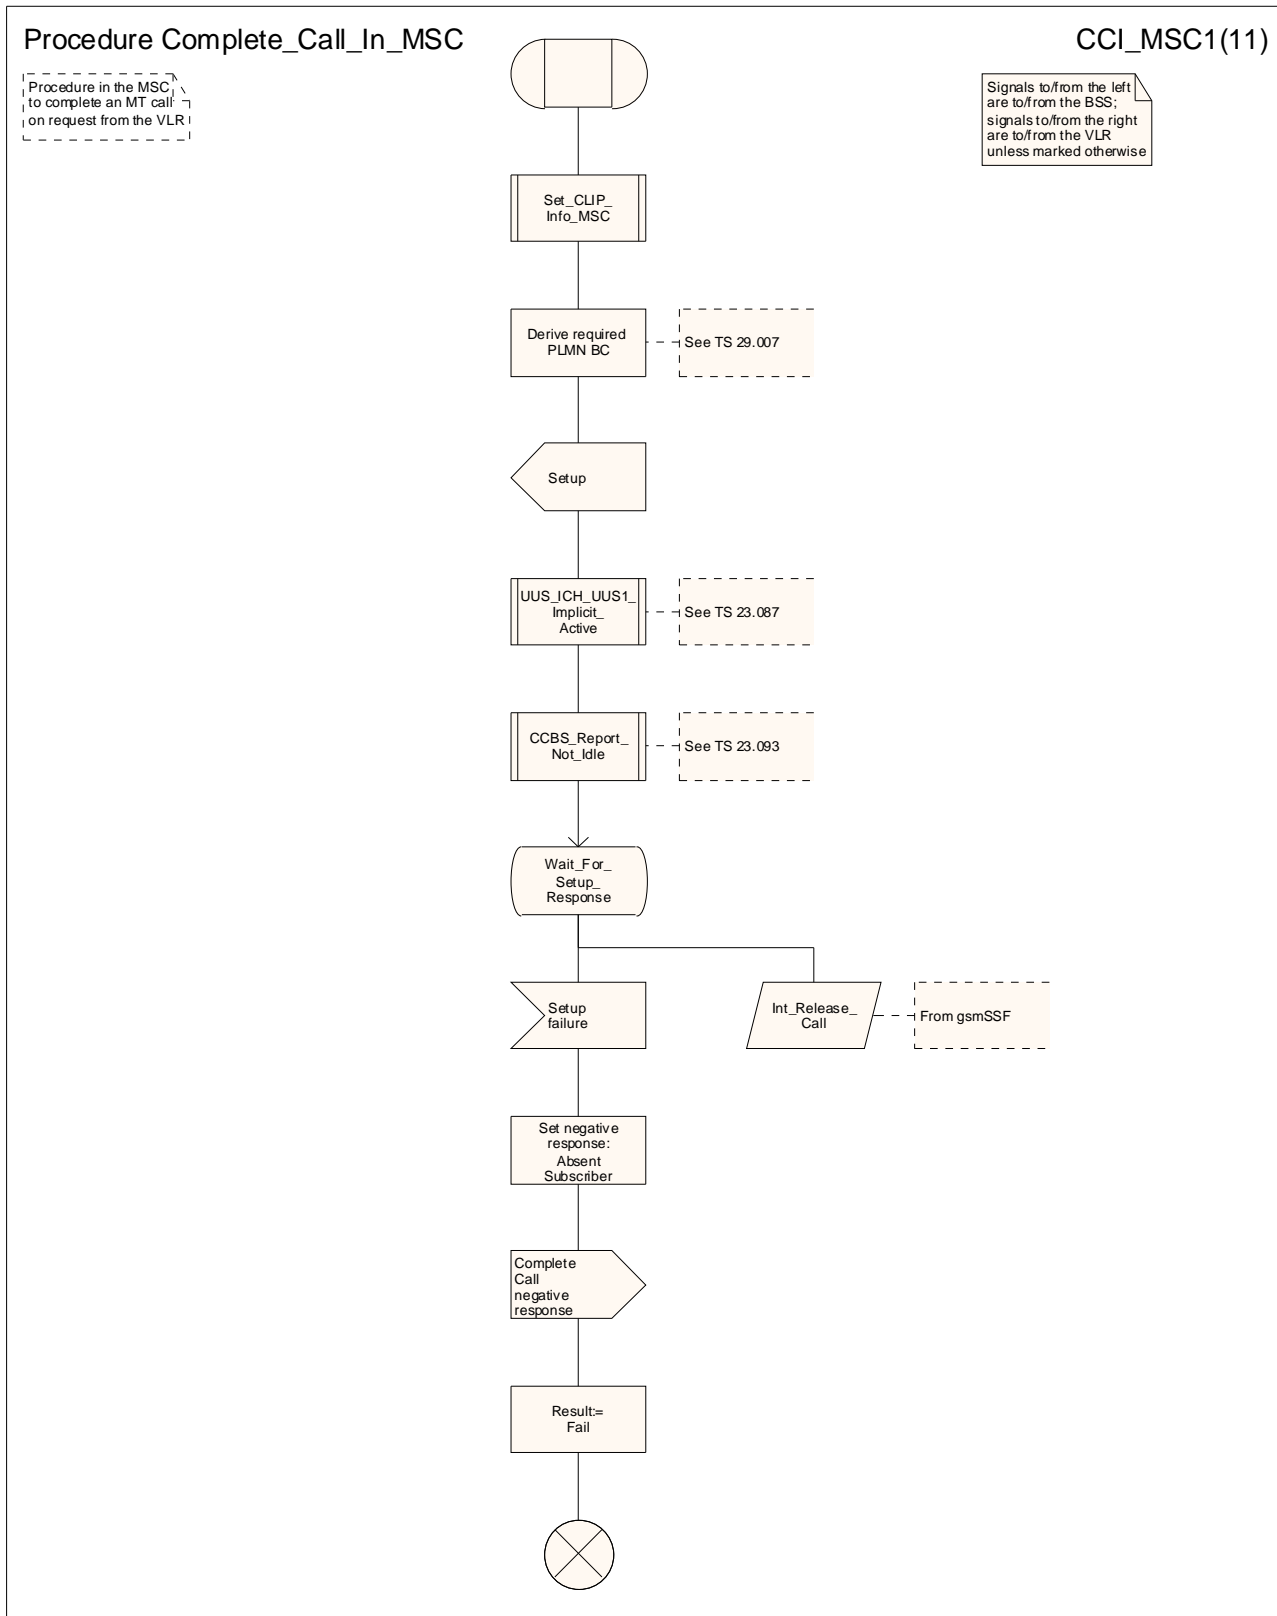 Procedure Complete_Call_In_MSC
CCI_MSC1(11)
Procedure in the MSC
to complete an MT call
on request from the VLR
Signals to/from the left
are to/from the BSS;
signals to/from the right
are to/from the VLR
unless marked otherwise
Set_CLIP_
Info_MSC
Derive required
PLMN BC
See TS 29.007
Setup
UUS_ICH_UUS1_
Implicit_
Active
See TS 23.087
CCBS_Report_
Not_Idle
See TS 23.093
Wait_For_
Setup_
Response
Setup
failure
Int_Release_
Call
From gsmSSF
Set negative
response:
Absent
Subscriber
Complete
Call
negative
response
Result:=
Fail